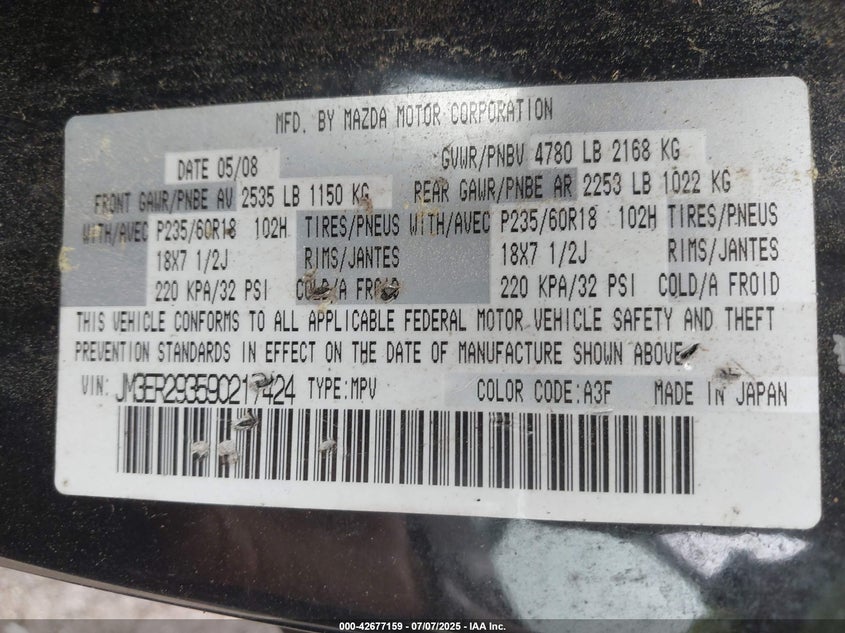 MFD. BY MAZDA MOTOR CORPORATION
DATE 05/08 GVWR/PNBV 4780 LB 2168 KG
FRONT GAWR/PNBE AV 2535 LB 1150 KG REAR GAWR/PNBE AR 2253 LB 1022 KG
WITH/AVEC P235/60R18 102H TIRES/PNEUS WITH/AVEC P235/60R18 102H TIRES/PNEUS
18X7 1/2J RIMS/JANTES 18X7 1/2J RIMS/JANTES
220 KPA/32 PSI COLD/A FROID 220 KPA/32 PSI COLD/A FROID
THIS VEHICLE CONFORMS TO ALL APPLICABLE FEDERAL MOTOR VEHICLE SAFETY AND THEFT
PREVENTION STANDARDS IN EFFECT ON THE DATE OF MANUFACTURE SHOWN ABOVE.
VIN: JM3ER293590217424 TYPE:MPV COLOR CODE:A3F MADE IN JAPAN
000-42677159 - 07/07/2025 - IAA Inc.